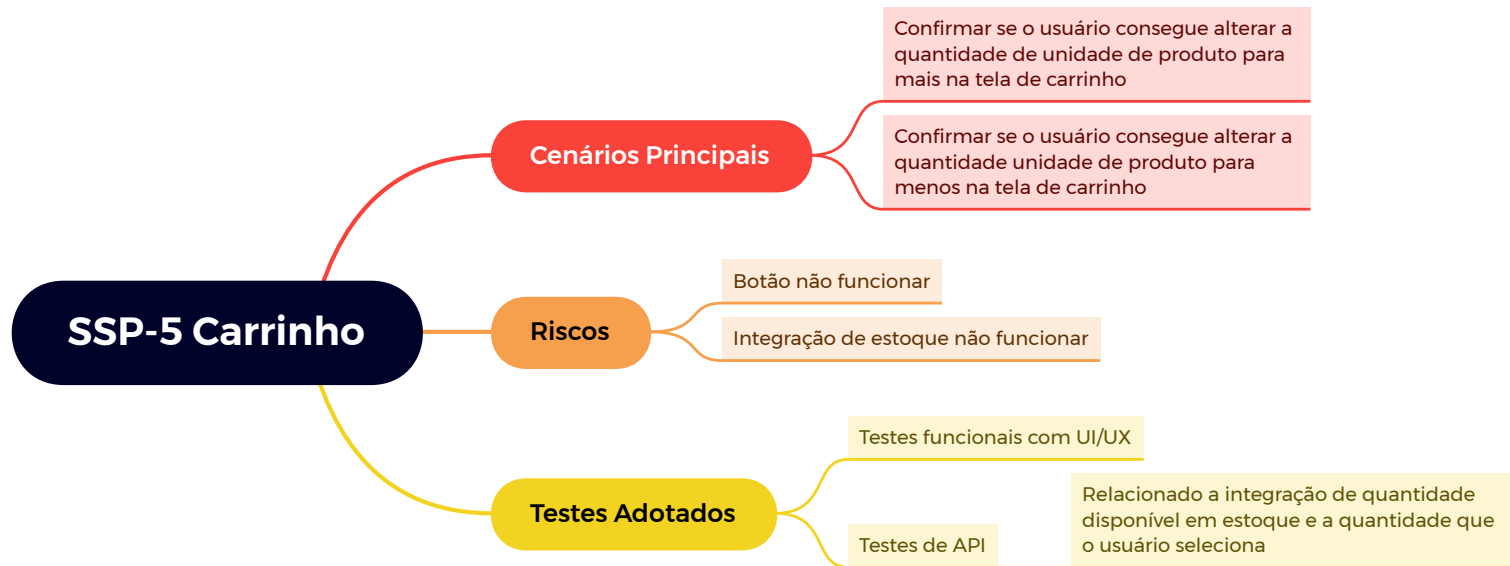 SSP-5 Carrinho
Cenários Principais
Confirmar se o usuário consegue alterar a
quantidade de unidade de produto para
mais na tela de carrinho
Confirmar se o usuário consegue alterar a
quantidade unidade de produto para
menos na tela de carrinho
Riscos
Botão não funcionar
Integração de estoque não funcionar
Testes Adotados
Testes funcionais com UI/UX
Testes de API
Relacionado a integração de quantidade
disponível em estoque e a quantidade que
o usuário seleciona